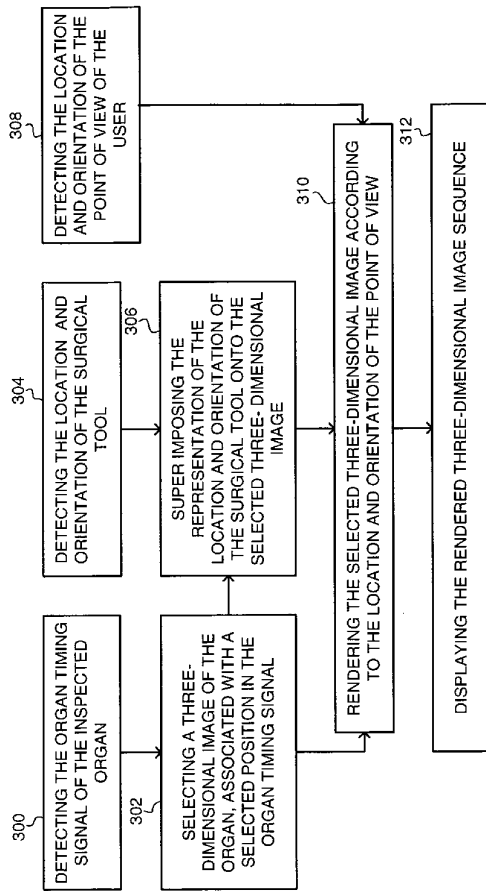 300
DETECTING THE ORGAN TIMING
SIGNAL OF THE INSPECTED
ORGAN
304
DETECTING THE LOCATION AND
ORIENTATION OF THE SURGICAL
TOOL
308
DETECTING THE LOCATION
AND ORIENTATION OF THE
POINT OF VIEW OF THE
USER
302
SELECTING A THREE-
DIMENSIONAL IMAGE OF THE
ORGAN, ASSOCIATED WITH A
SELECTED POSITION IN THE
ORGAN TIMING SIGNAL
306
SUPER IMPOSING THE
REPRESENTATION OF THE
LOCATION AND ORIENTATION OF
THE SURGICAL TOOL ONTO THE
SELECTED THREE- DIMENSIONAL
IMAGE
310
RENDERING THE SELECTED THREE-DIMENSIONAL IMAGE ACCORDING
TO THE LOCATION AND ORIENTATION OF THE POINT OF VIEW
312
DISPLAYING THE RENDERED THREE-DIMENSIONAL IMAGE SEQUENCE